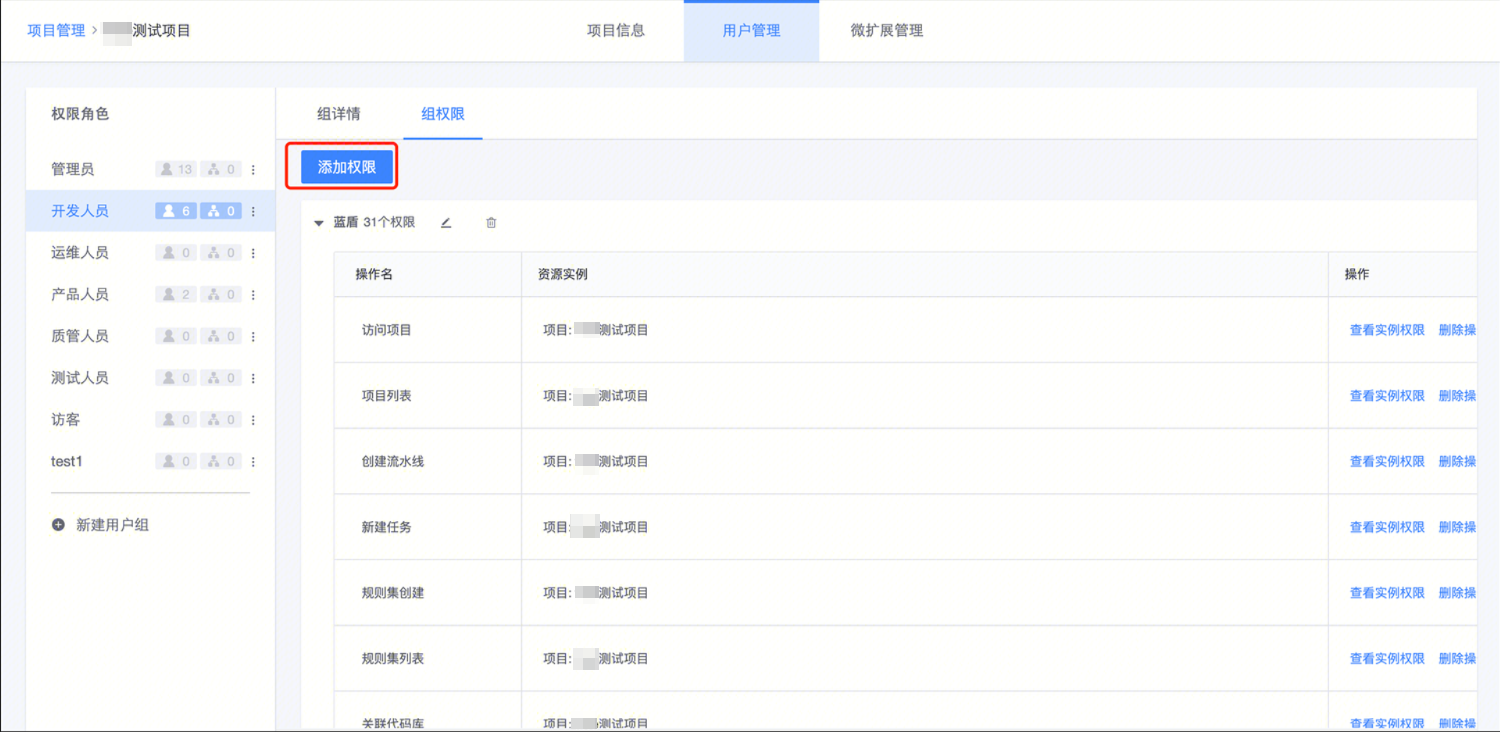 项目管理 > 测试项目 项目信息 用户管理 微扩展管理
权限角色
管理员 13 0
开发人员 6 0
运维人员 0 0
产品人员 2 0
质管人员 0 0
测试人员 0 0
访客 0 0
test1 0 0
新建用户组
组详情 组权限
添加权限
蓝盾 31个权限
操作名 资源实例 操作
访问项目 项目: 测试项目 查看实例权限 删除操
项目列表 项目: 测试项目 查看实例权限 删除操
创建流水线 项目: 测试项目 查看实例权限 删除操
新建任务 项目: 测试项目 查看实例权限 删除操
规则集创建 项目: 测试项目 查看实例权限 删除操
规则集列表 项目: 测试项目 查看实例权限 删除操
关联代码库 项目: 测试项目 查看实例权限 删除操